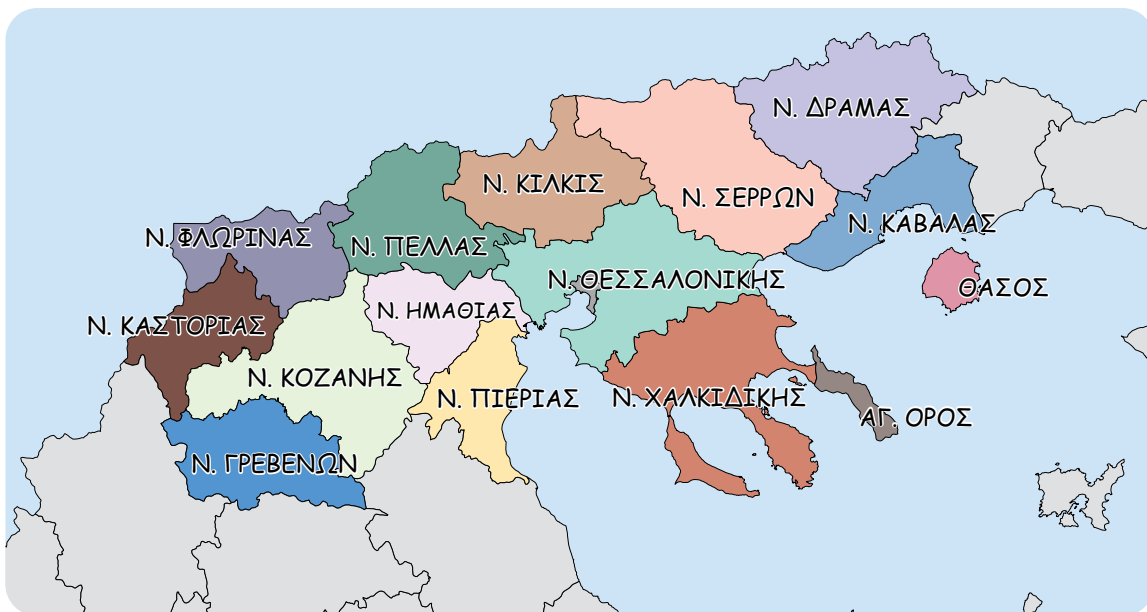 Ν. ΔΡΑΜΑΣ
Ν. ΚΙΛΚΙΣ
Ν. ΣΕΡΡΩΝ
Ν. ΚΑΒΑΛΑΣ
Ν. ΦΛΩΡΙΝΑΣ
Ν. ΠΕΛΛΑΣ
Ν. ΘΕΣΣΑΛΟΝΙΚΗΣ
ΘΑΣΟΣ
Ν. ΗΜΑΘΙΑΣ
Ν. ΚΑΣΤΟΡΙΑΣ
Ν. ΚΟΖΑΝΗΣ
Ν. ΠΙΕΡΙΑΣ
Ν. ΧΑΛΚΙΔΙΚΗΣ
ΑΓ. ΟΡΟΣ
Ν. ΓΡΕΒΕΝΩΝ